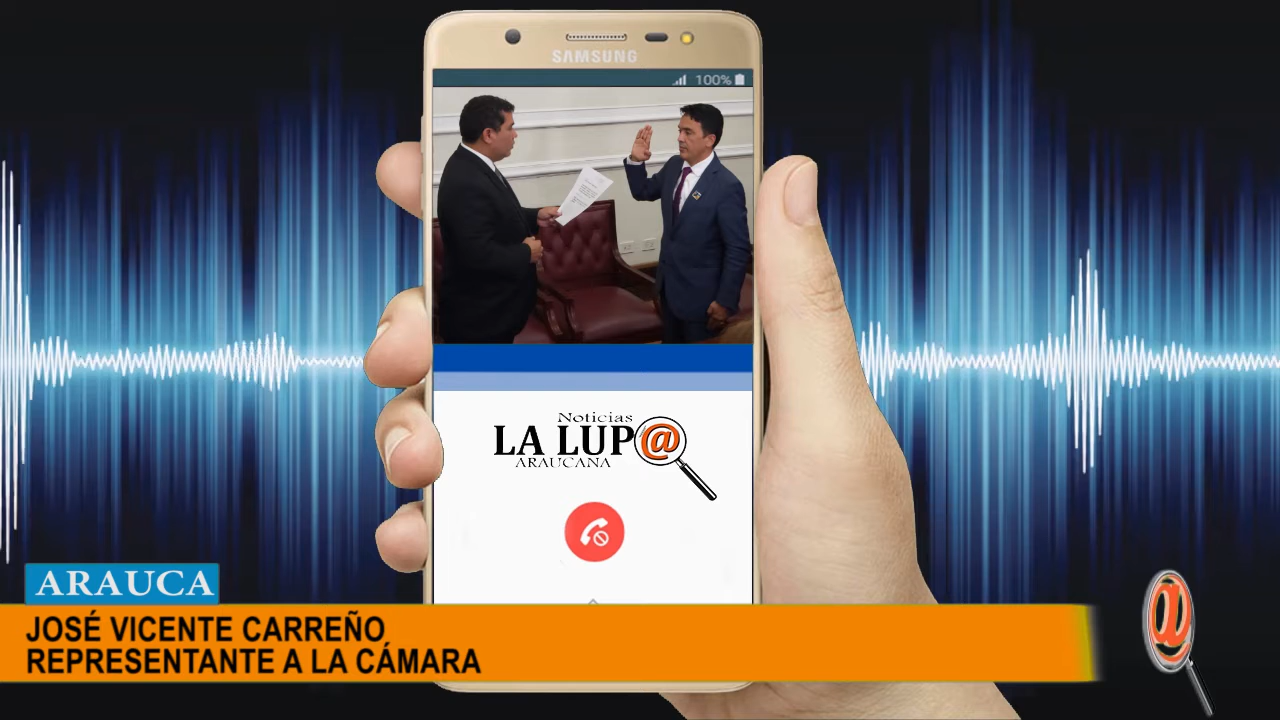 SAMSUNG
100%
Noticias
LA LUP@
ARAUCANA
ARAUCA
JOSÉ VICENTE CARREÑO
REPRESENTANTE A LA CÁMARA
@